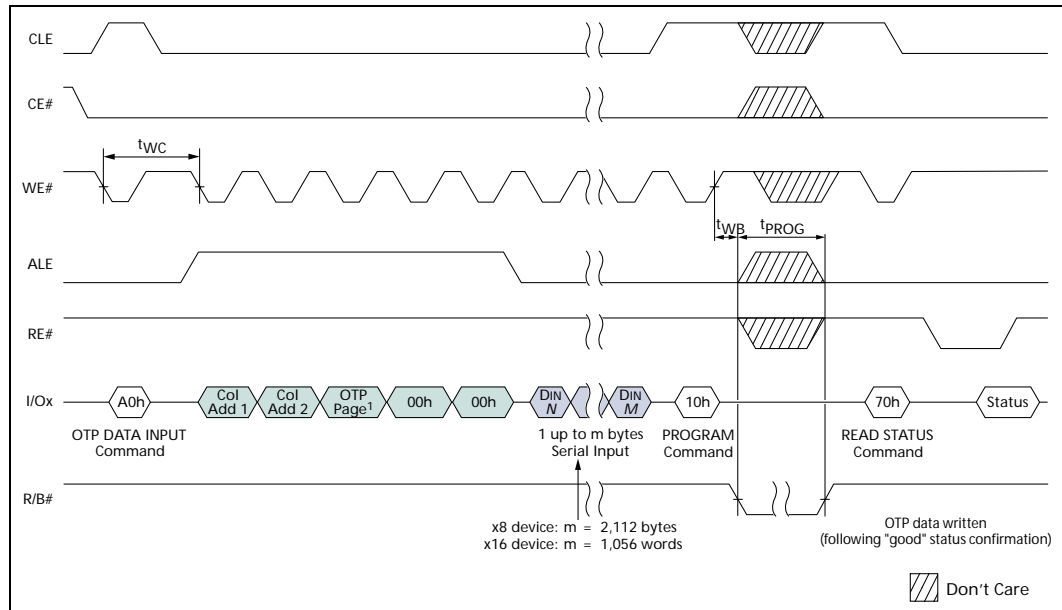 CLE
CE#
tWC
WE#
tWB tPROG
ALE
RE#
I/Ox
A0h
Col Add 1
Col Add 2
OTP Page1
00h
00h
DIN N
DIN M
10h
70h
Status
OTP DATA INPUT
Command
1 up to m bytes
Serial Input
PROGRAM
Command
READ STATUS
Command
R/B#
x8 device: m = 2,112 bytes
x16 device: m = 1,056 words
OTP data written
(following "good" status confirmation)
Don't Care